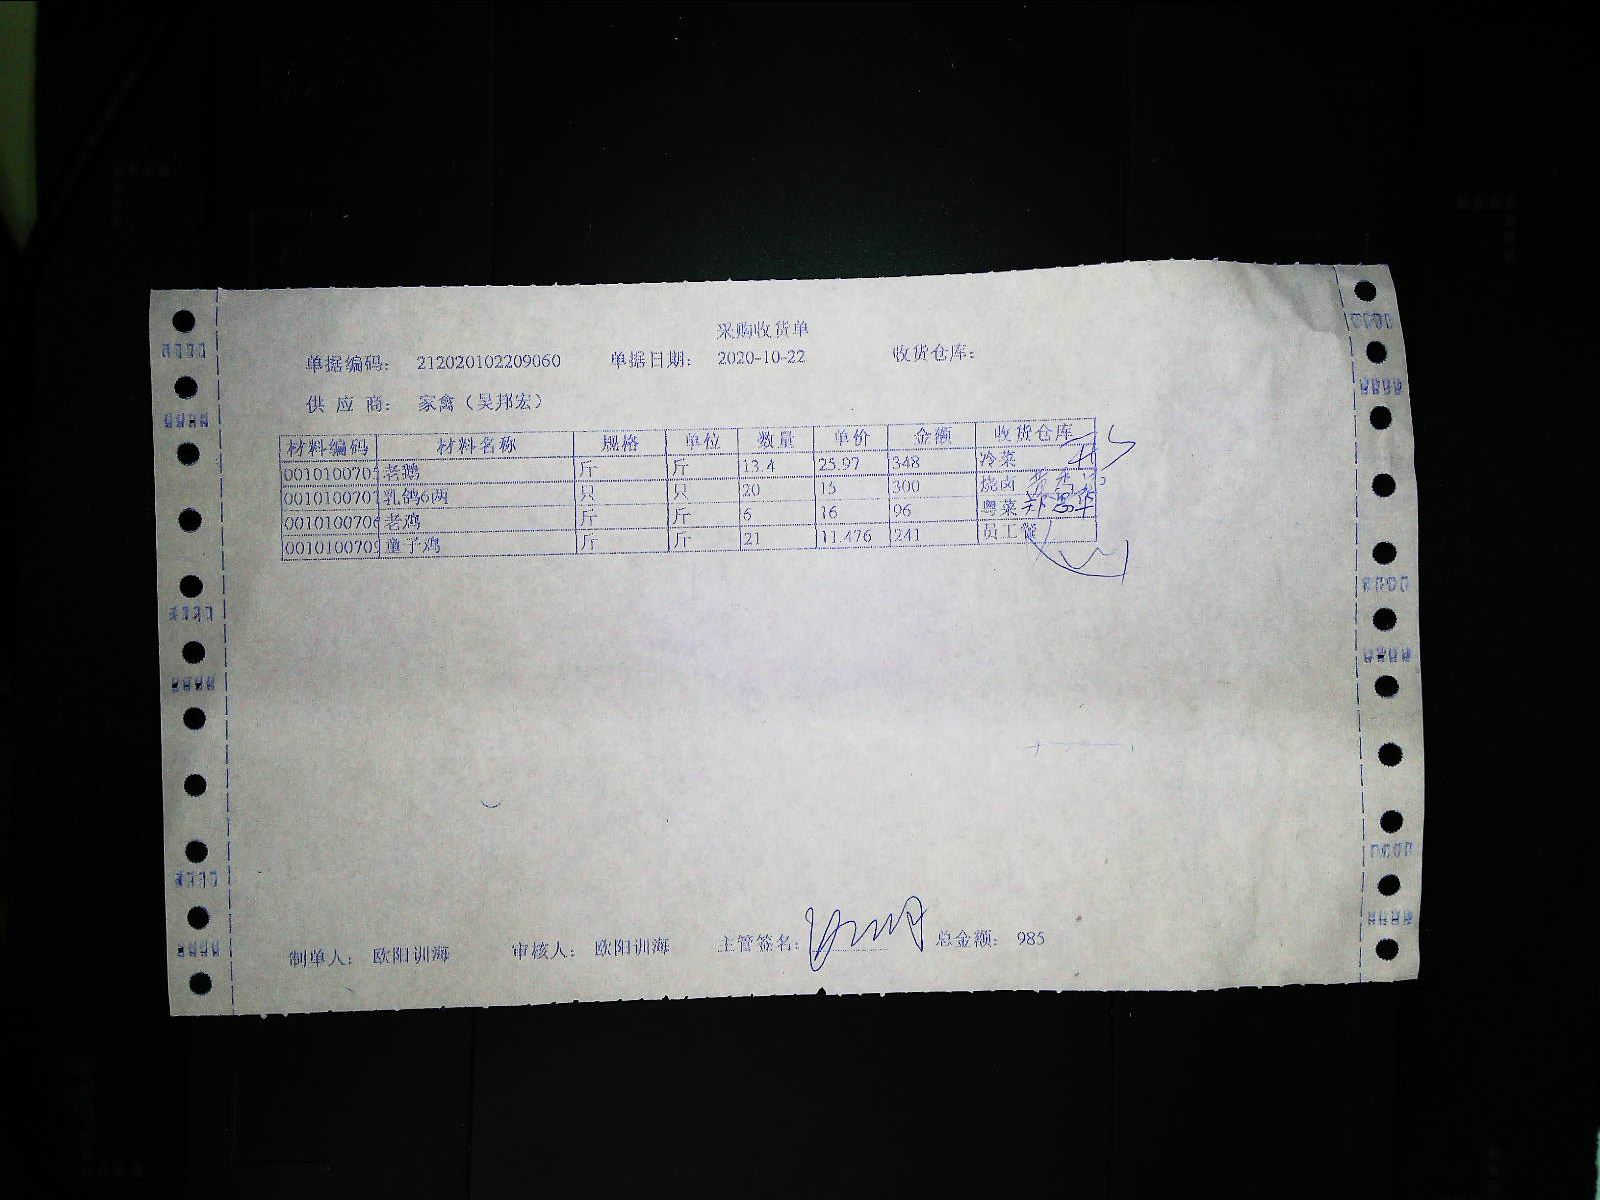 采购收货单
单据编码: 212020102209060 单据日期: 2020-10-22 收货仓库:
供 应 商: 家禽（吴邦宏）
材料编码 材料名称 规格 单位 数量 单价 金额 收货仓库
0010100705 老鹅 斤 斤 13.4 25.97 348 冷菜
0010100707 乳鸽6两 只 只 20 15 300 烧卤
0010100706 老鸡 斤 斤 6 16 96 粤菜
0010100709 童子鸡 斤 斤 21 11.476 241 员工餐
制单人: 欧阳训海 审核人: 欧阳训海 主管签名: 总金额: 985